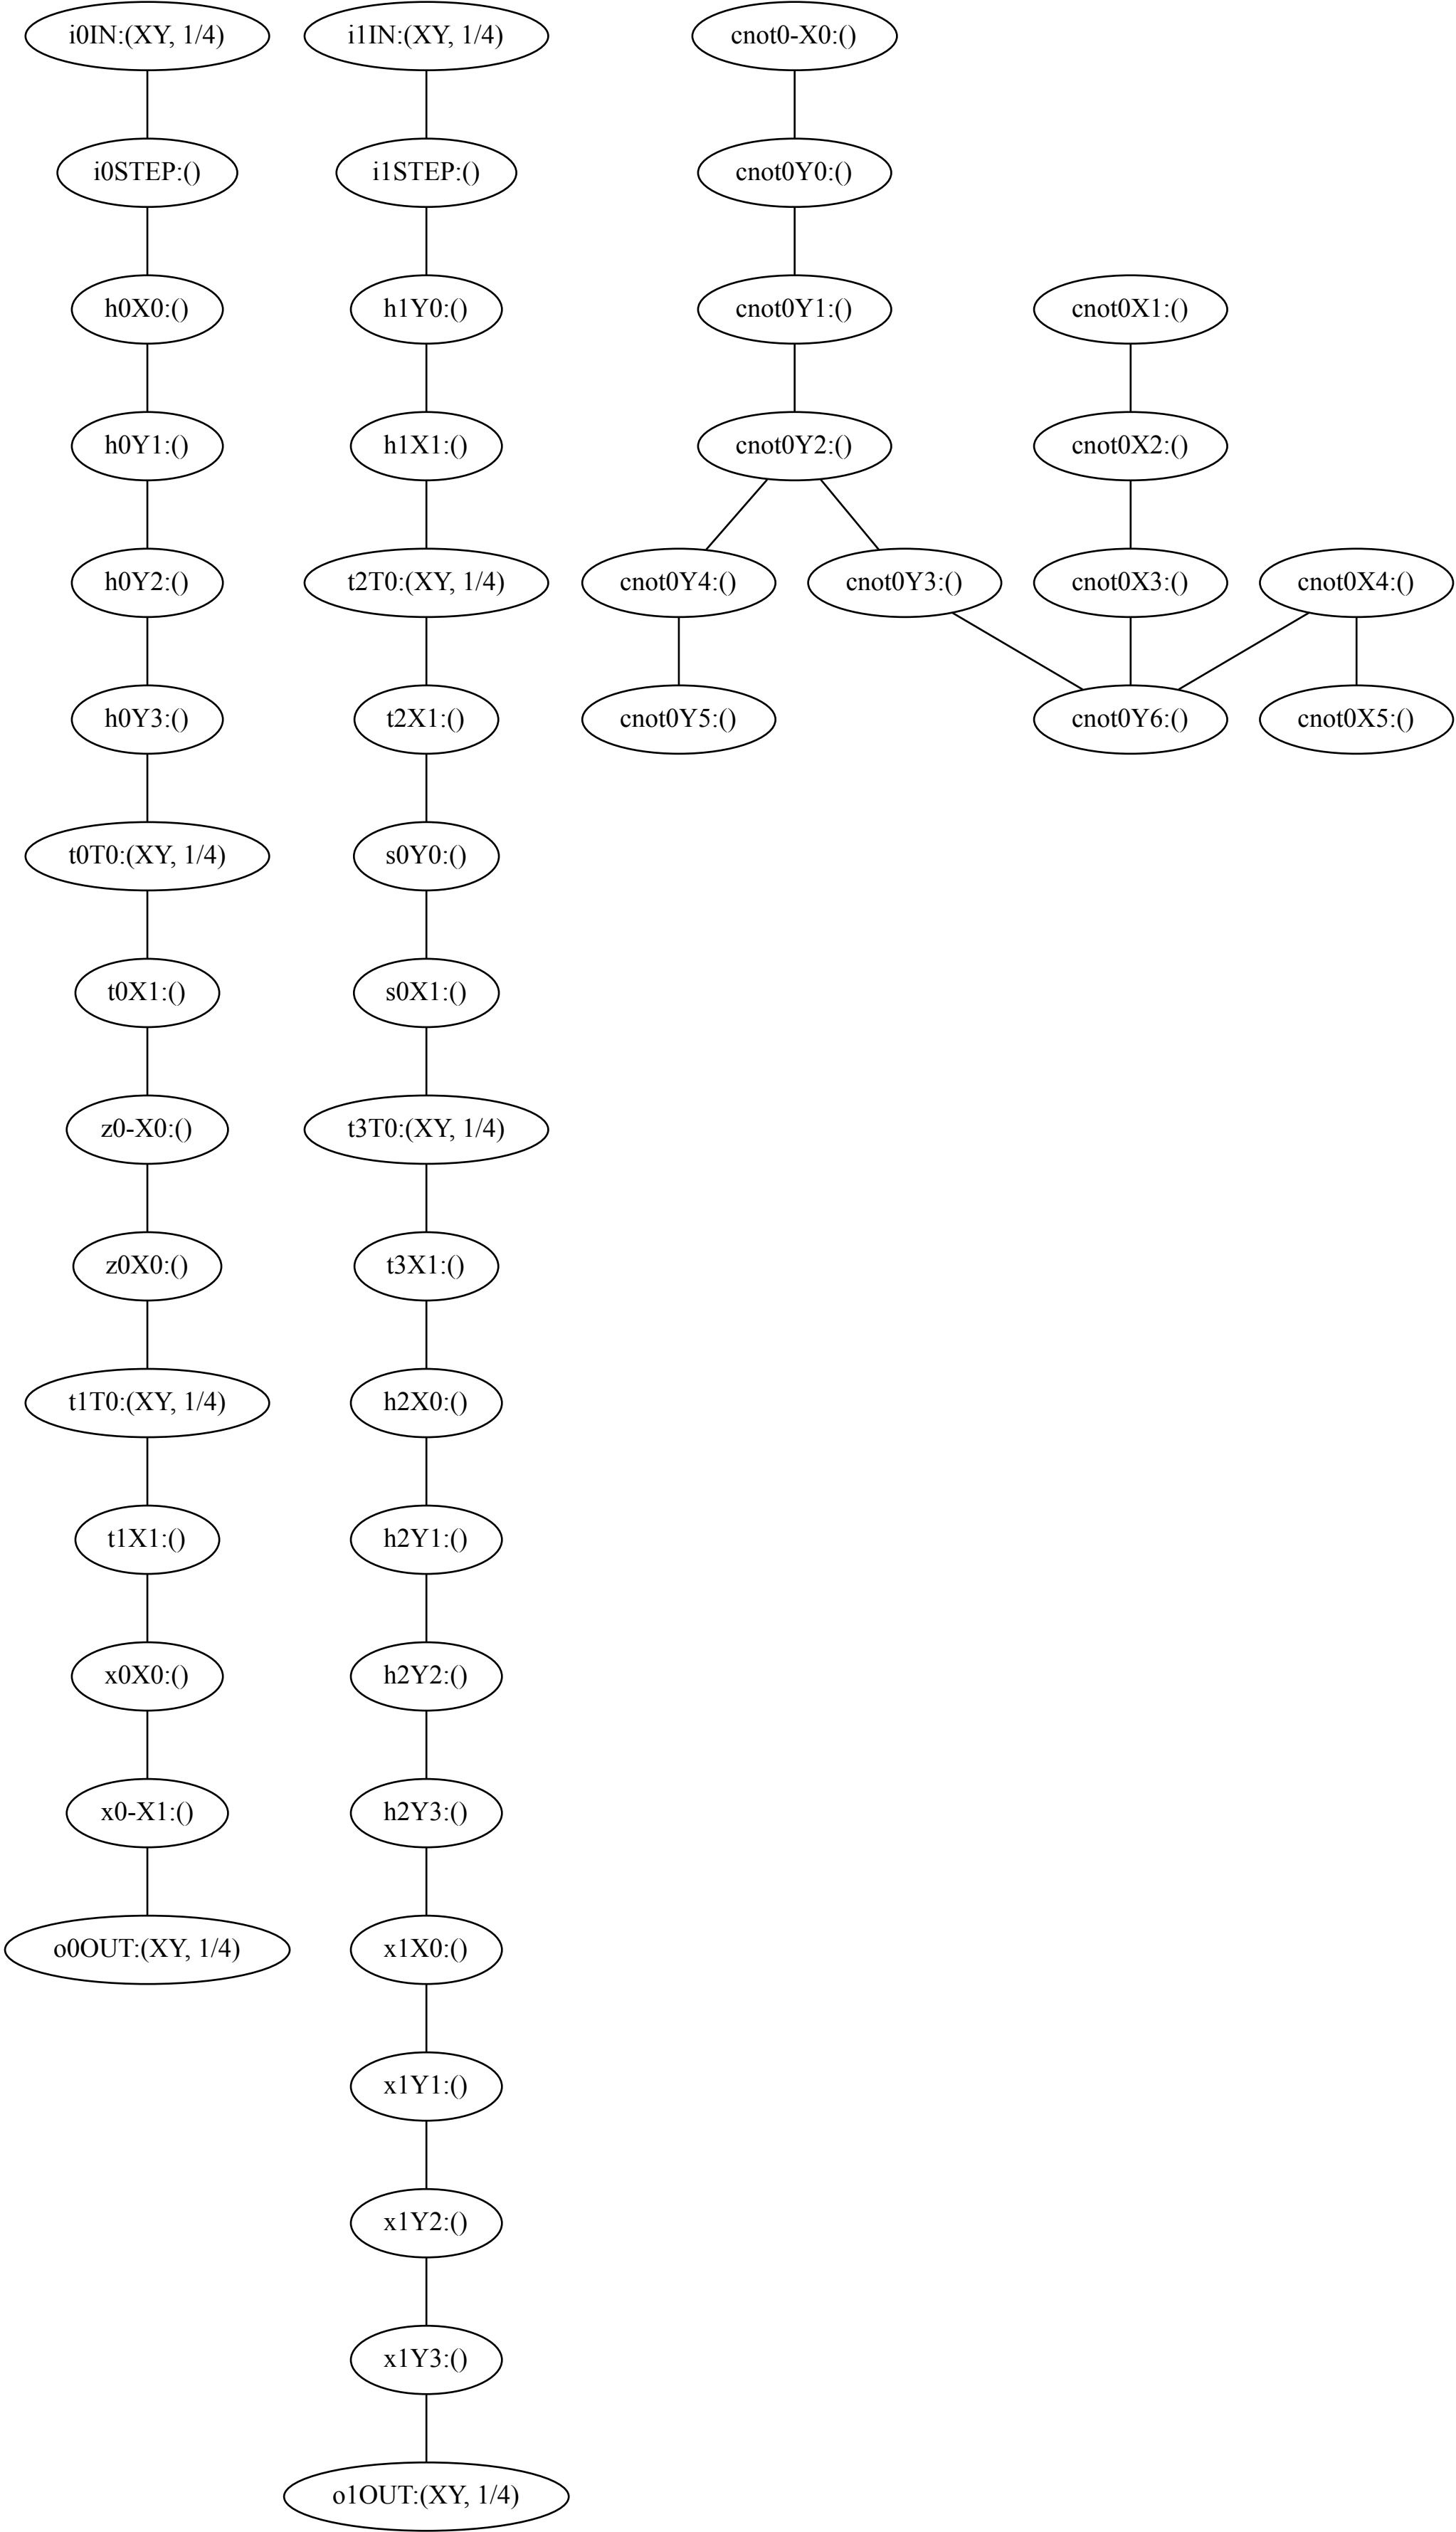 i0IN:(XY, 1/4)
i1IN:(XY, 1/4)
cnot0-X0:()
i0STEP:()
i1STEP:()
cnot0Y0:()
h0X0:()
h1Y0:()
cnot0Y1:()
cnot0X1:()
h0Y1:()
h1X1:()
cnot0Y2:()
cnot0X2:()
h0Y2:()
t2T0:(XY, 1/4)
cnot0Y4:()
cnot0Y3:()
cnot0X3:()
cnot0X4:()
h0Y3:()
t2X1:()
cnot0Y5:()
cnot0Y6:()
cnot0X5:()
t0T0:(XY, 1/4)
s0Y0:()
t0X1:()
s0X1:()
z0-X0:()
t3T0:(XY, 1/4)
z0X0:()
t3X1:()
t1T0:(XY, 1/4)
h2X0:()
t1X1:()
h2Y1:()
x0X0:()
h2Y2:()
x0-X1:()
h2Y3:()
o0OUT:(XY, 1/4)
x1X0:()
x1Y1:()
x1Y2:()
x1Y3:()
o1OUT:(XY, 1/4)